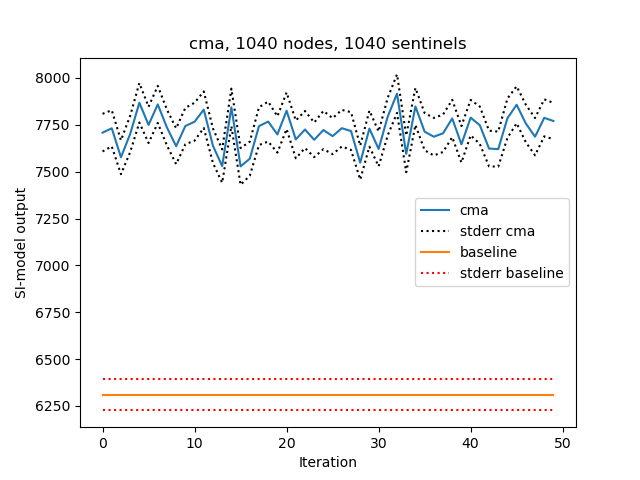 cma, 1040 nodes, 1040 sentinels
SI-model output
8000
7750
7500
7250
7000
6750
6500
6250
cma
stderr cma
baseline
stderr baseline
0
10
20
30
40
50
Iteration